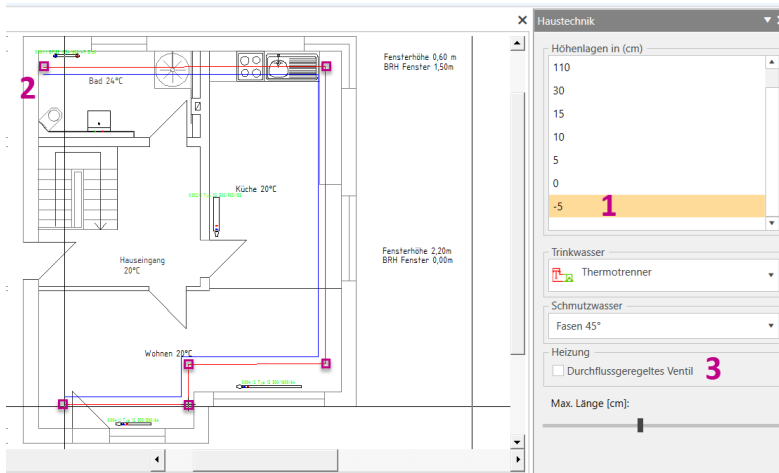 Haustechnik
Höhenlagen in (cm)
110
30
15
10
5
0
-5
1
Trinkwasser
Thermotrenner
Schmutzwasser
Fasen 45°
Heizung
Durchflussgeregeltes Ventil
3
Max. Länge [cm]:
2
Bad 24°C
Fensterhöhe 0,60 m
BRH Fenster 1,50m
Küche 20°C
Hauseingang
20°C
Fensterhöhe 2,20m
BRH Fenster 0,00m
Wohnen 20°C